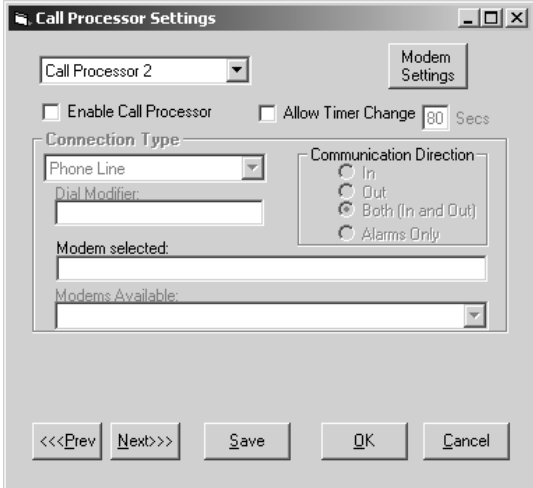 Call Processor Settings
Call Processor 2
Modem
Settings
Enable Call Processor
Allow Timer Change 80 Secs
Connection Type
Phone Line
Dial Modifier:
Communication Direction
In
Out
Both (In and Out)
Alarms Only
Modem selected:
Modems Available:
<<<Prev Next>>> Save OK Cancel